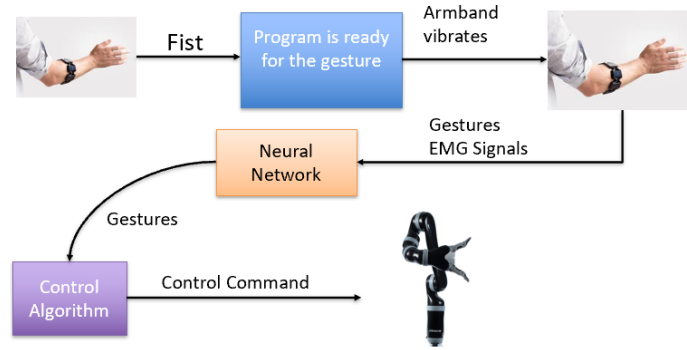 Fist
Program is ready
for the gesture
Armband
vibrates
Gestures
EMG Signals
Neural
Network
Gestures
Control
Algorithm
Control Command